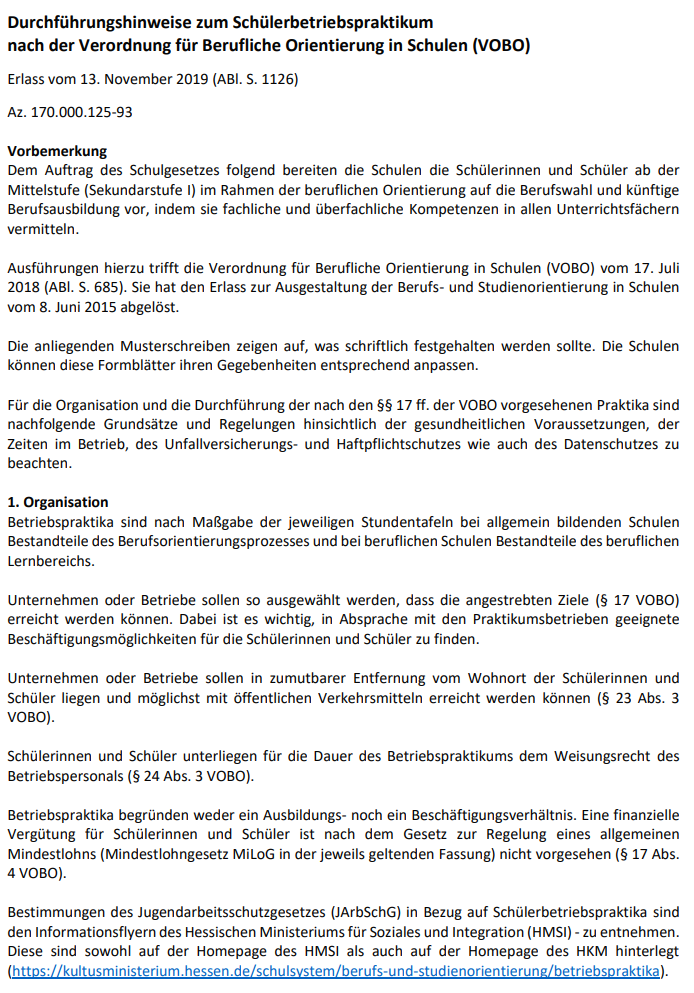 Durchführungshinweise zum Schülerbetriebspraktikum
nach der Verordnung für Berufliche Orientierung in Schulen (VOBO)
Erlass vom 13. November 2019 (ABl. S. 1126)
Az. 170.000.125-93
Vorbemerkung
Dem Auftrag des Schulgesetzes folgend bereiten die Schulen die Schülerinnen und Schüler ab der
Mittelstufe (Sekundarstufe I) im Rahmen der beruflichen Orientierung auf die Berufswahl und künftige
Berufsausbildung vor, indem sie fachliche und überfachliche Kompetenzen in allen Unterrichtsfächern
vermitteln.
Ausführungen hierzu trifft die Verordnung für Berufliche Orientierung in Schulen (VOBO) vom 17. Juli
2018 (ABl. S. 685). Sie hat den Erlass zur Ausgestaltung der Berufs- und Studienorientierung in Schulen
vom 8. Juni 2015 abgelöst.
Die anliegenden Musterschreiben zeigen auf, was schriftlich festgehalten werden sollte. Die Schulen
können diese Formblätter ihren Gegebenheiten entsprechend anpassen.
Für die Organisation und die Durchführung der nach den §§ 17 ff. der VOBO vorgesehenen Praktika sind
nachfolgende Grundsätze und Regelungen hinsichtlich der gesundheitlichen Voraussetzungen, der
Zeiten im Betrieb, des Unfallversicherungs- und Haftpflichtschutzes wie auch des Datenschutzes zu
beachten.
1. Organisation
Betriebspraktika sind nach Maßgabe der jeweiligen Stundentafeln bei allgemein bildenden Schulen
Bestandteile des Berufsorientierungsprozesses und bei beruflichen Schulen Bestandteile des beruflichen
Lernbereichs.
Unternehmen oder Betriebe sollen so ausgewählt werden, dass die angestrebten Ziele (§ 17 VOBO)
erreicht werden können. Dabei ist es wichtig, in Absprache mit den Praktikumsbetrieben geeignete
Beschäftigungsmöglichkeiten für die Schülerinnen und Schüler zu finden.
Unternehmen oder Betriebe sollen in zumutbarer Entfernung vom Wohnort der Schülerinnen und
Schüler liegen und möglichst mit öffentlichen Verkehrsmitteln erreicht werden können (§ 23 Abs. 3
VOBO).
Schülerinnen und Schüler unterliegen für die Dauer des Betriebspraktikums dem Weisungsrecht des
Betriebspersonals (§ 24 Abs. 3 VOBO).
Betriebspraktika begründen weder ein Ausbildungs- noch ein Beschäftigungsverhältnis. Eine finanzielle
Vergütung für Schülerinnen und Schüler ist nach dem Gesetz zur Regelung eines allgemeinen
Mindestlohns (Mindestlohngesetz MiLoG in der jeweils geltenden Fassung) nicht vorgesehen (§ 17 Abs.
4 VOBO).
Bestimmungen des Jugendarbeitsschutzgesetzes (JArbSchG) in Bezug auf Schülerbetriebspraktika sind
den Informationsflyern des Hessischen Ministeriums für Soziales und Integration (HMSI) - zu entnehmen.
Diese sind sowohl auf der Homepage des HMSI als auch auf der Homepage des HKM hinterlegt
(https://kultusministerium.hessen.de/schulsystem/berufs-und-studienorientierung/betriebspraktika).